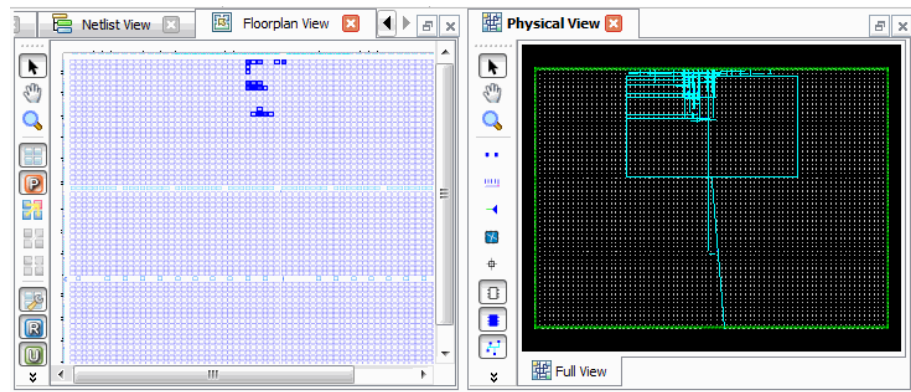 Netlist View
Floorplan View
Physical View
P
R
U
Full View